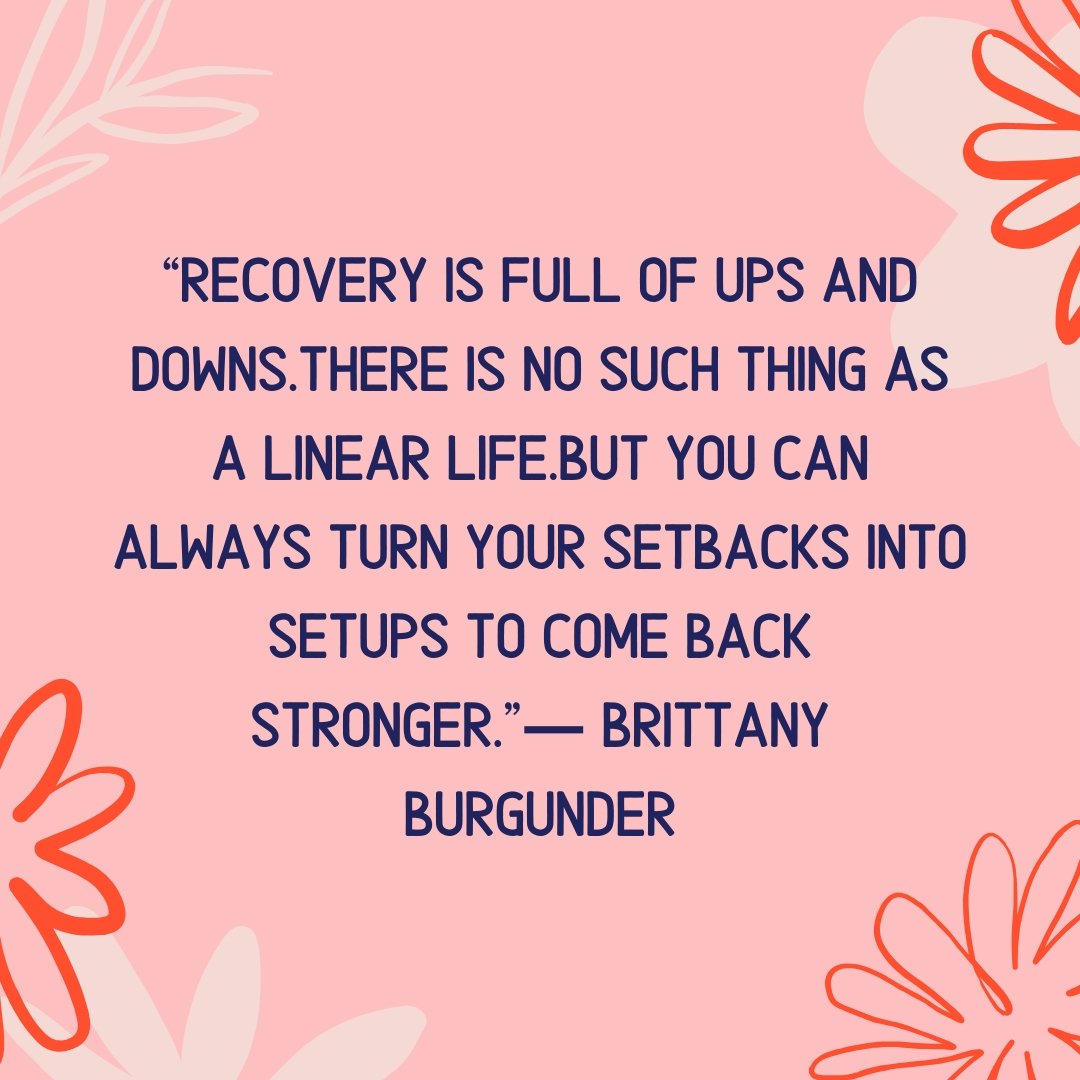 “RECOVERY IS FULL OF UPS AND
DOWNS.THERE IS NO SUCH THING AS
A LINEAR LIFE.BUT YOU CAN
ALWAYS TURN YOUR SETBACKS INTO
SETUPS TO COME BACK
STRONGER.”― BRITTANY
BURGUNDER